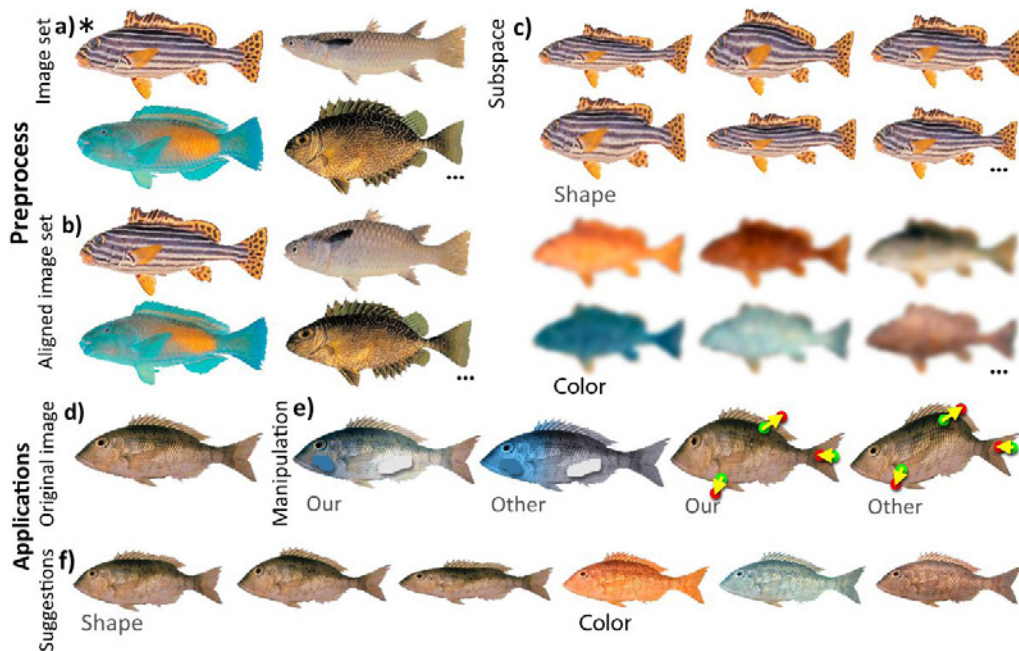 Preprocess
Image set
a) *
...
Aligned image set
b)
...
Subspace
c)
...
Shape
...
Color
Applications
Original image
d)
Manipulation
e)
Our
Other
Our
Other
Suggestions
f)
Shape
Color